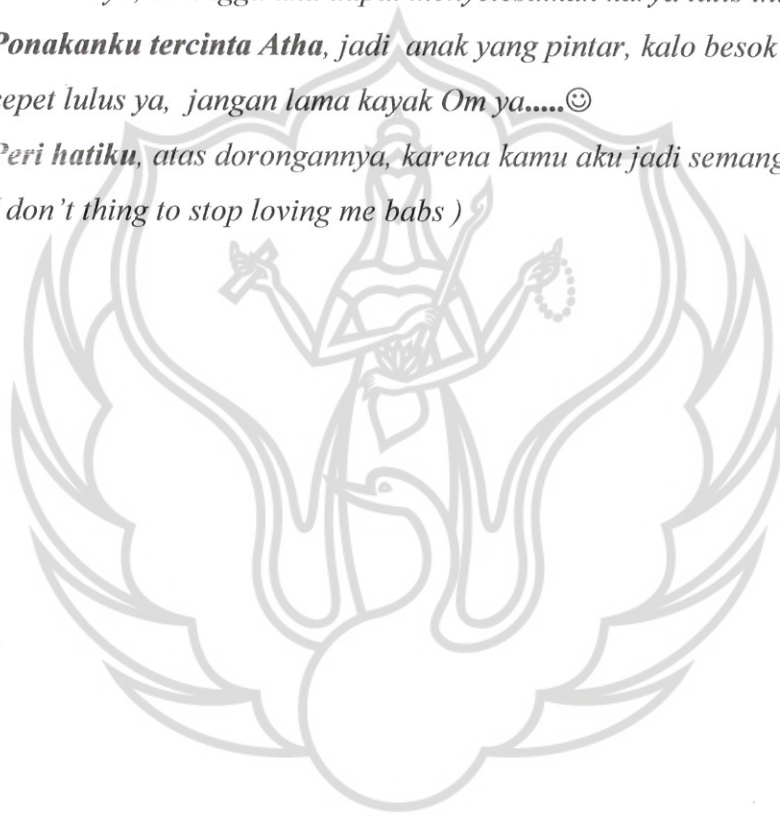 Ponakanku tercinta Atha, jadi anak yang pintar, kalo besok
cepet lulus ya, jangan lama kayak Om ya.....☺
Peri hatiku, atas dorongannya, karena kamu aku jadi
don't thing to stop loving me babs )